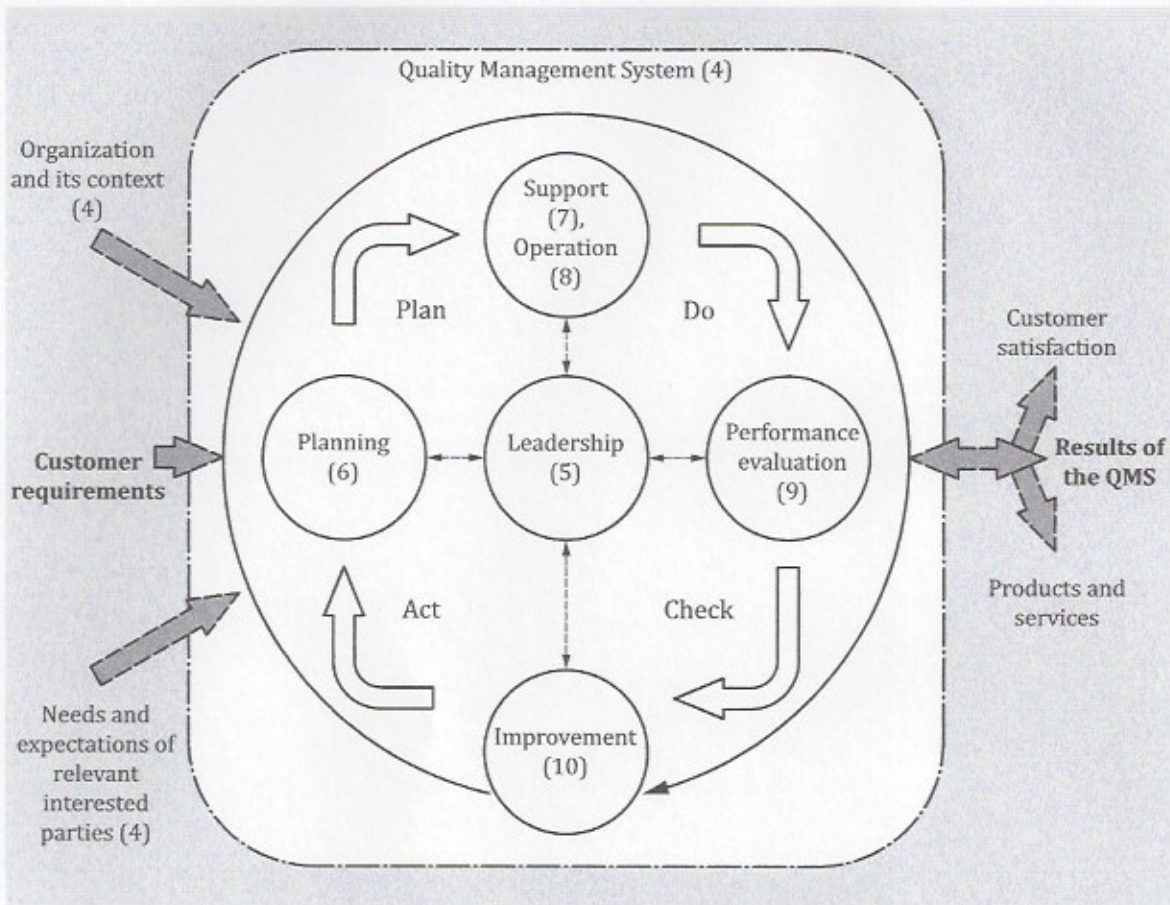 Quality Management System (4)
Organization
and its context
(4)
Support
(7),
Operation
(8)
Plan
Do
Customer
satisfaction
Planning
(6)
Leadership
(5)
Performance
evaluation
(9)
Customer
requirements
Results of
the QMS
Act
Check
Products and
services
Needs and
expectations of
relevant
interested
parties (4)
Improvement
(10)